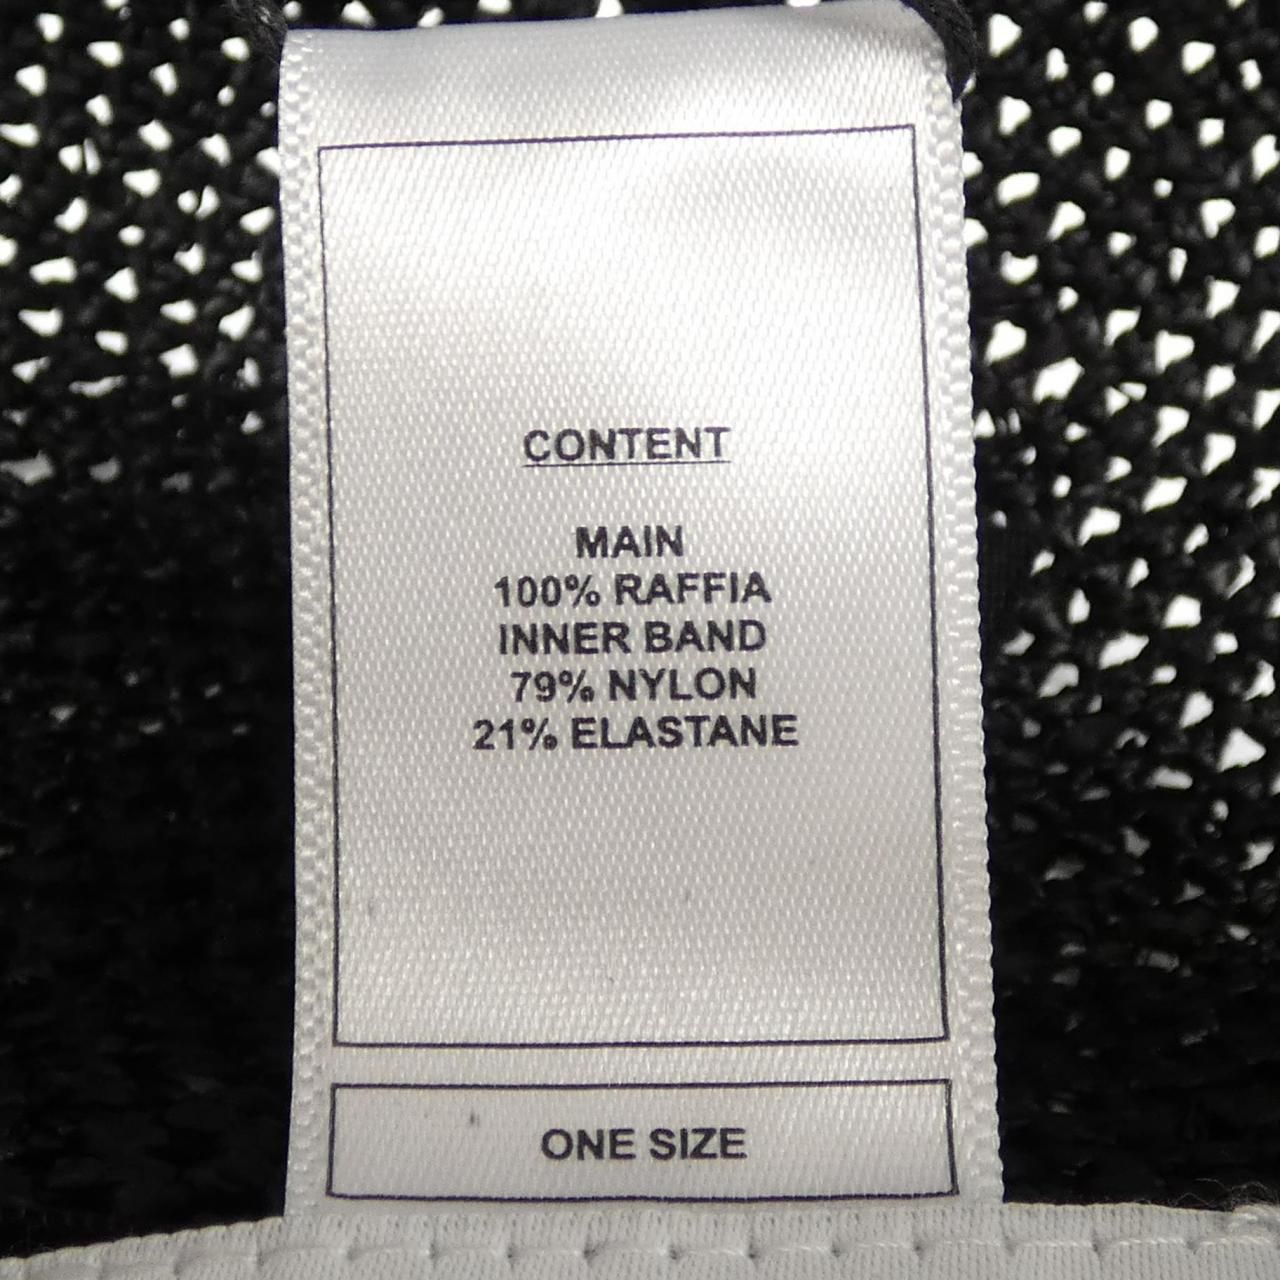 CONTENT
MAIN
100% RAFFIA
INNER BAND
79% NYLON
21% ELASTANE
ONE SIZE